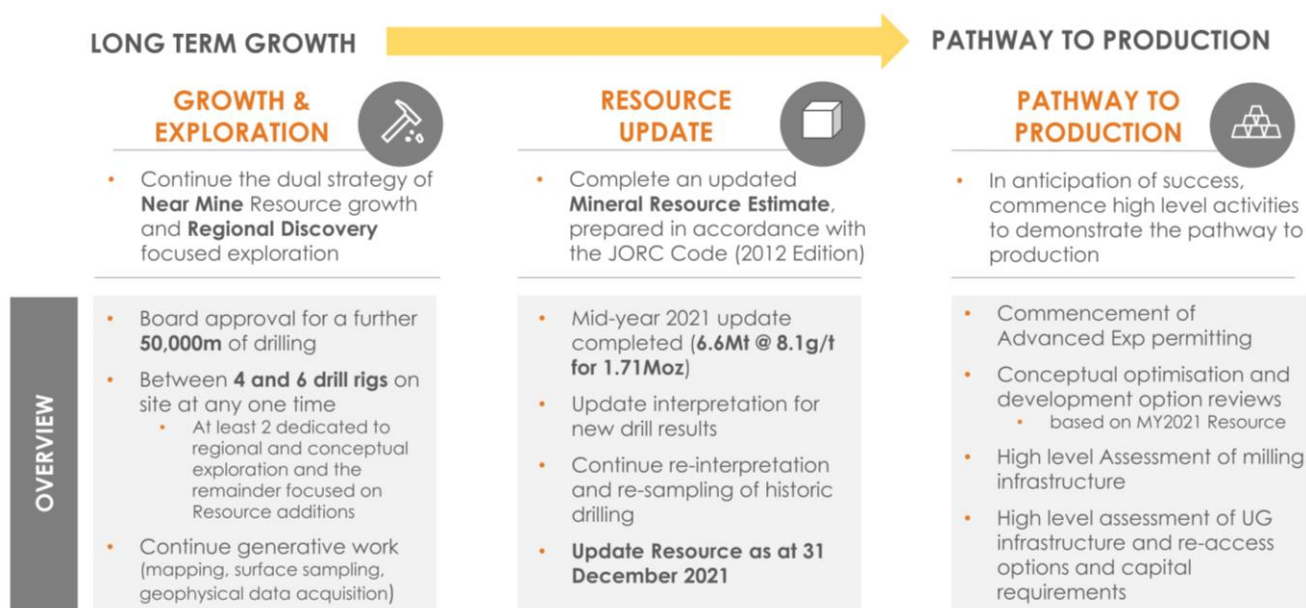 LONG TERM GROWTH
PATHWAY TO PRODUCTION
GROWTH &
EXPLORATION
• Continue the dual strategy of
Near Mine Resource growth
and Regional Discovery
focused exploration
RESOURCE
UPDATE
• Complete an updated
Mineral Resource Estimate,
prepared in accordance with
the JORC Code (2012 Edition)
PATHWAY TO
PRODUCTION
• In anticipation of success,
commence high level activities
to demonstrate the pathway to
production
OVERVIEW
• Board approval for a further
50,000m of drilling
• Between 4 and 6 drill rigs on
site at any one time
• At least 2 dedicated to
regional and conceptual
exploration and the
remainder focused on
Resource additions
• Continue generative work
(mapping, surface sampling,
geophysical data acquisition)
• Mid-year 2021 update
completed (6.6Mt @ 8.1g/t
for 1.71Moz)
• Update interpretation for
new drill results
• Continue re-interpretation
and re-sampling of historic
drilling
• Update Resource as at 31
December 2021
• Commencement of
Advanced Exp permitting
• Conceptual optimisation and
development option reviews
• based on MY2021 Resource
• High level Assessment of milling
infrastructure
• High level assessment of UG
infrastructure and re-access
options and capital
requirements